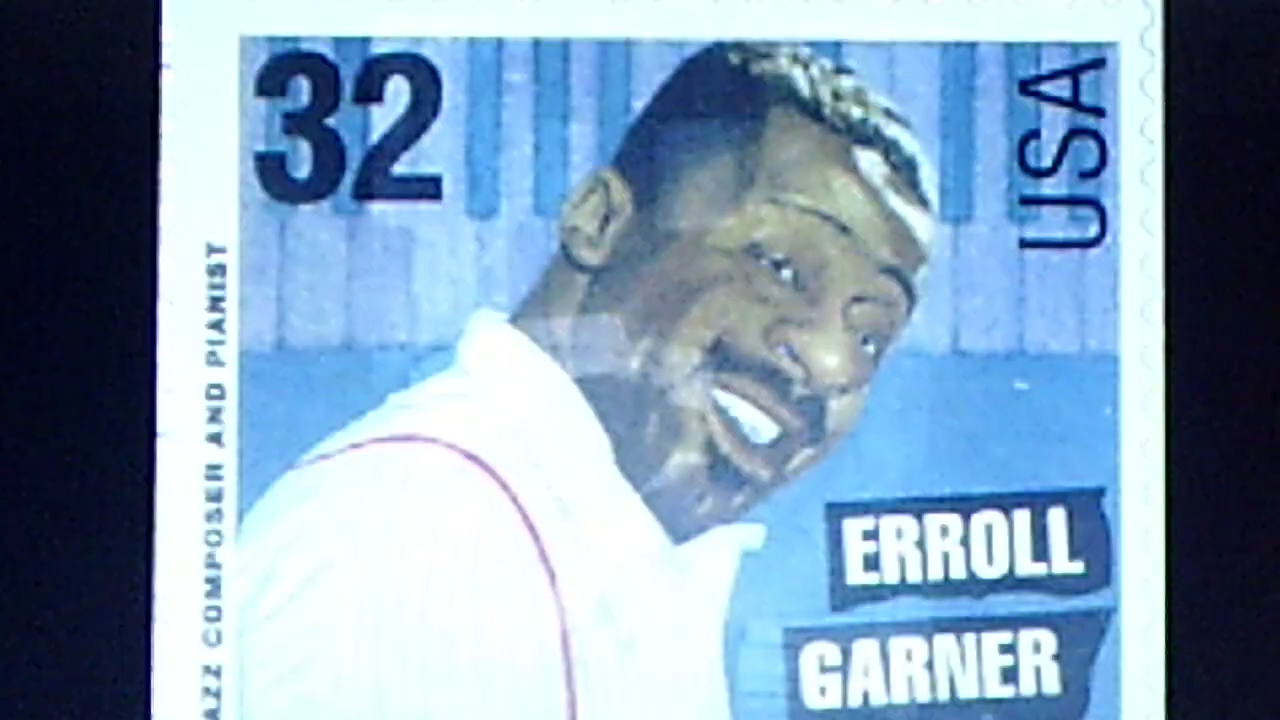 32
USA
AZZ COMPOSER AND PIANIST
ERROLL
GARNER